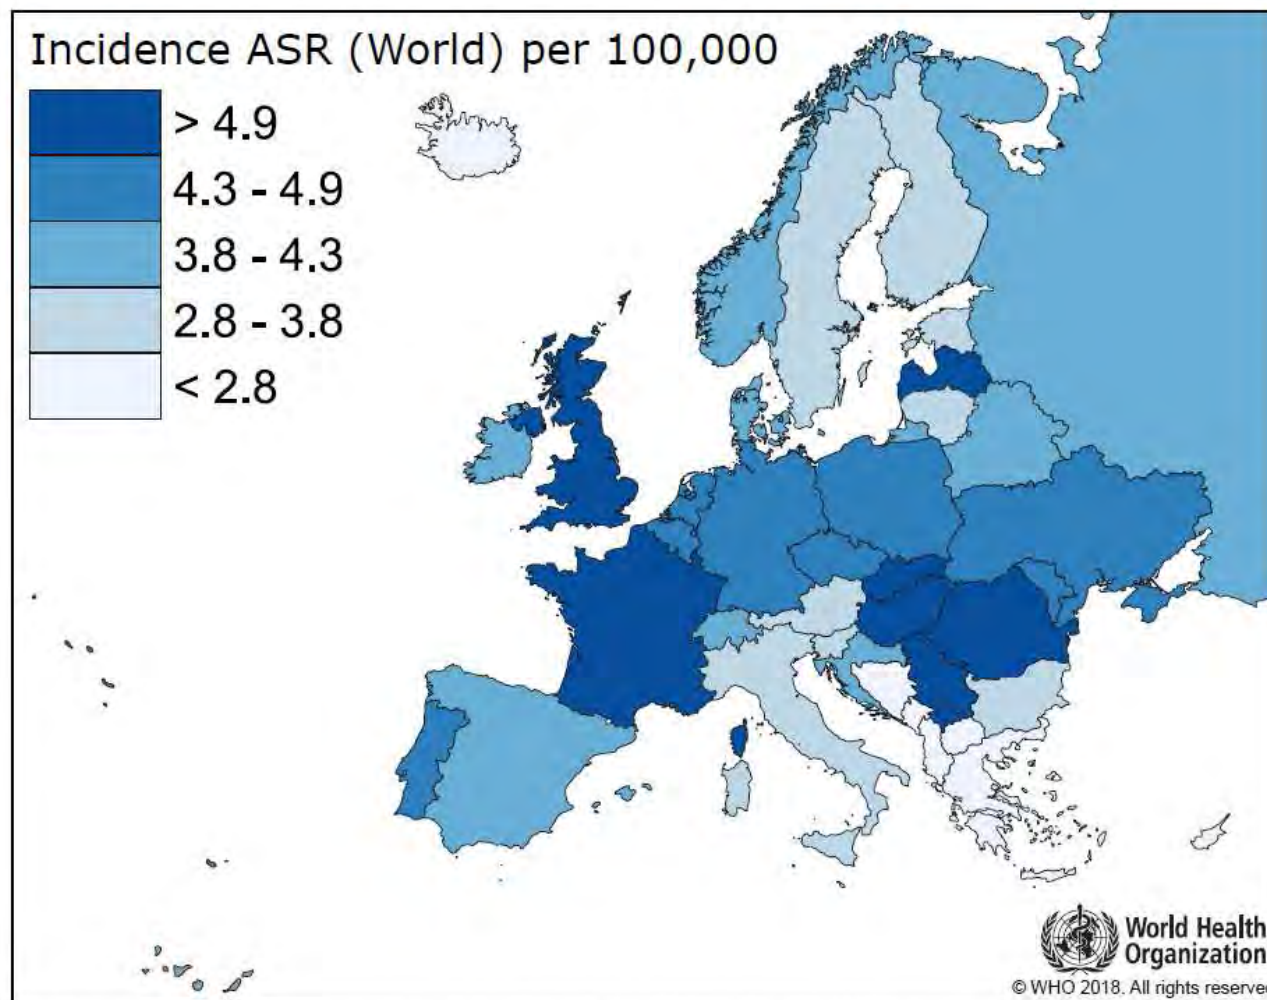 Incidence ASR (World) per 100,000
> 4.9
4.3 - 4.9
3.8 - 4.3
2.8 - 3.8
< 2.8
World Health
Organization
© WHO 2018. All rights reserved